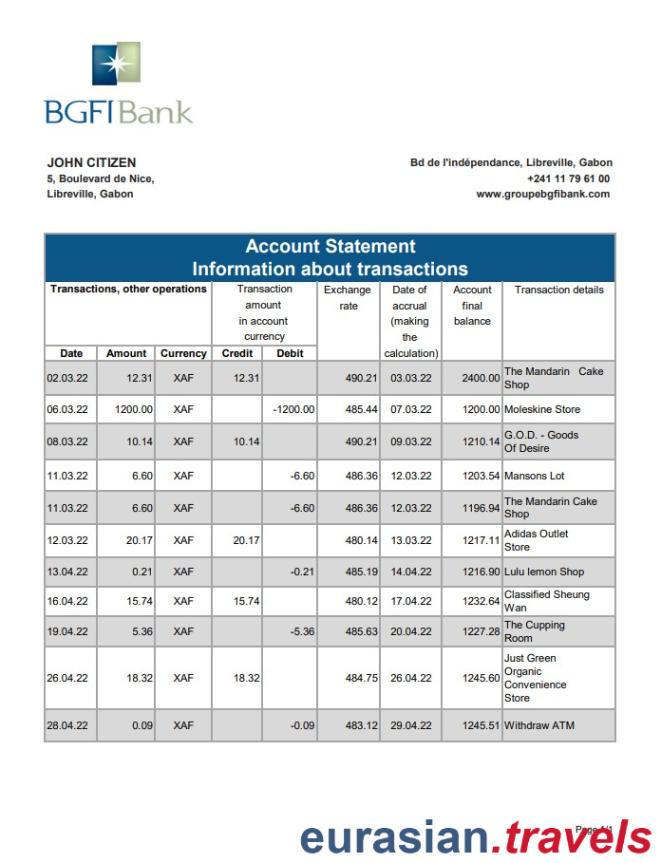 BGFIBank
JOHN CITIZEN
5, Boulevard de Nice,
Libreville, Gabon
Bd de l'indépendance, Libreville, Gabon
+241 11 79 61 00
www.groupebgfibank.com
Account Statement
Information about transactions
Transactions, other operations
Transaction
amount
in account
currency
Exchange
rate
Date of
accrual
(making
the
calculation)
Account
final
balance
Transaction details
Date Amount Currency Credit Debit
02.03.22 12.31 XAF 12.31 490.21 03.03.22 2400.00 The Mandarin Cake
Shop
06.03.22 1200.00 XAF -1200.00 485.44 07.03.22 1200.00 Moleskine Store
08.03.22 10.14 XAF 10.14 490.21 09.03.22 1210.14 G.O.D. - Goods
Of Desire
11.03.22 6.60 XAF -6.60 486.36 12.03.22 1203.54 Mansons Lot
11.03.22 6.60 XAF -6.60 486.36 12.03.22 1196.94 The Mandarin Cake
Shop
12.03.22 20.17 XAF 20.17 480.14 13.03.22 1217.11 Adidas Outlet
Store
13.04.22 0.21 XAF -0.21 485.19 14.04.22 1216.90 Lulu lemon Shop
16.04.22 15.74 XAF 15.74 480.12 17.04.22 1232.64 Classified Sheung
Wan
19.04.22 5.36 XAF -5.36 485.63 20.04.22 1227.28 The Cupping
Room
26.04.22 18.32 XAF 18.32 484.75 26.04.22 1245.60 Just Green
Organic
Convenience
Store
28.04.22 0.09 XAF -0.09 483.12 29.04.22 1245.51 Withdraw ATM
Page 1/1
eurasian.travels